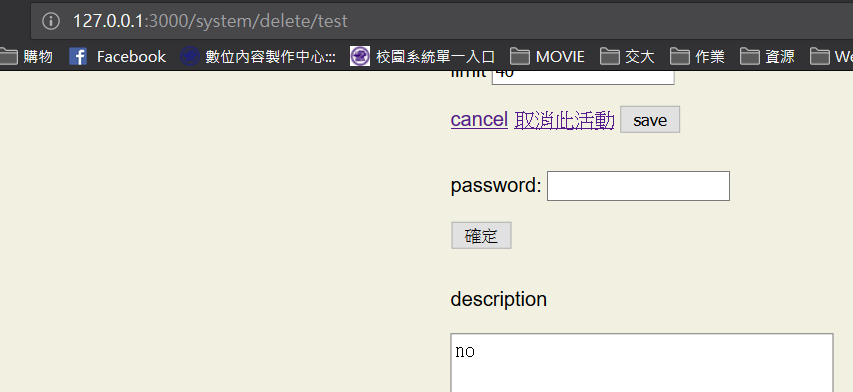 127.0.0.1:3000/system/delete/test
購物 Facebook 數位內容製作中心::: 校園系統單一入口 MOVIE 交大 作業 資源 We
limit 40
cancel 取消此活動 save
password:
確定
description
no